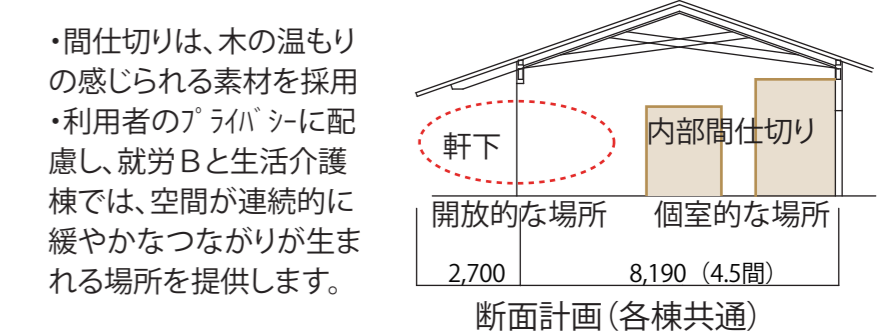 ・間仕切りは、木の温もり
の感じられる素材を採用
・利用者のﾌﾟﾗｲﾊﾞｼｰに配
慮し、就労Ｂと生活介護
棟では、空間が連続的に
緩やかなつながりが生ま
れる場所を提供します。
軒下
内部間仕切り
開放的な場所
個室的な場所
2,700
8,190（4.5間）
断面計画（各棟共通）